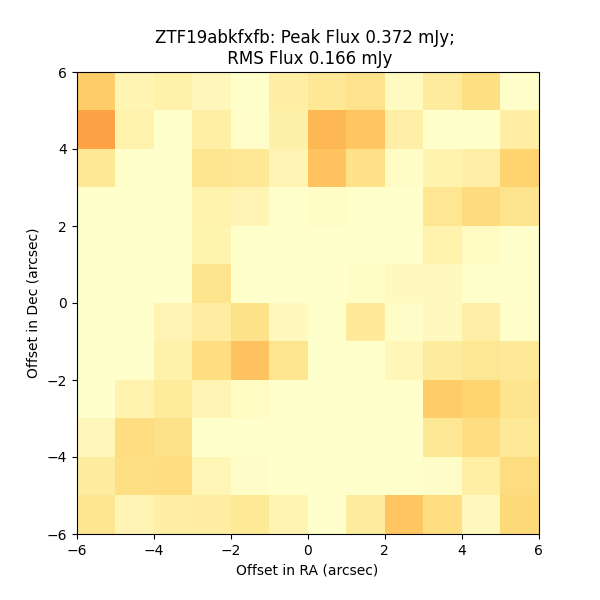 ZTF19abkfxfb: Peak Flux 0.372 mJy;
RMS Flux 0.166 mJy
6
4
2
0
−2
−4
−6
Offset in Dec (arcsec)
−6 −4 −2 0 2 4 6
Offset in RA (arcsec)